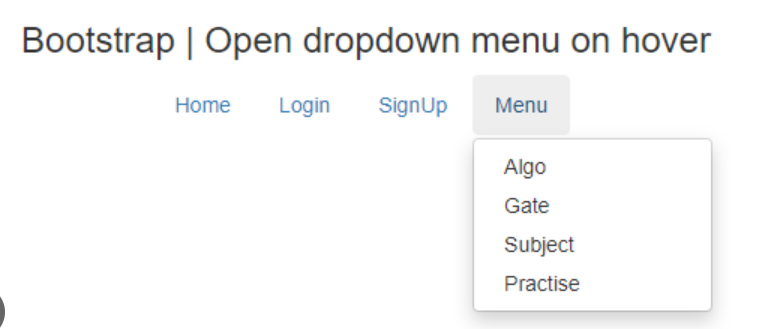 Bootstrap | Open dropdown menu on hover
Home Login SignUp Menu
Algo
Gate
Subject
Practise